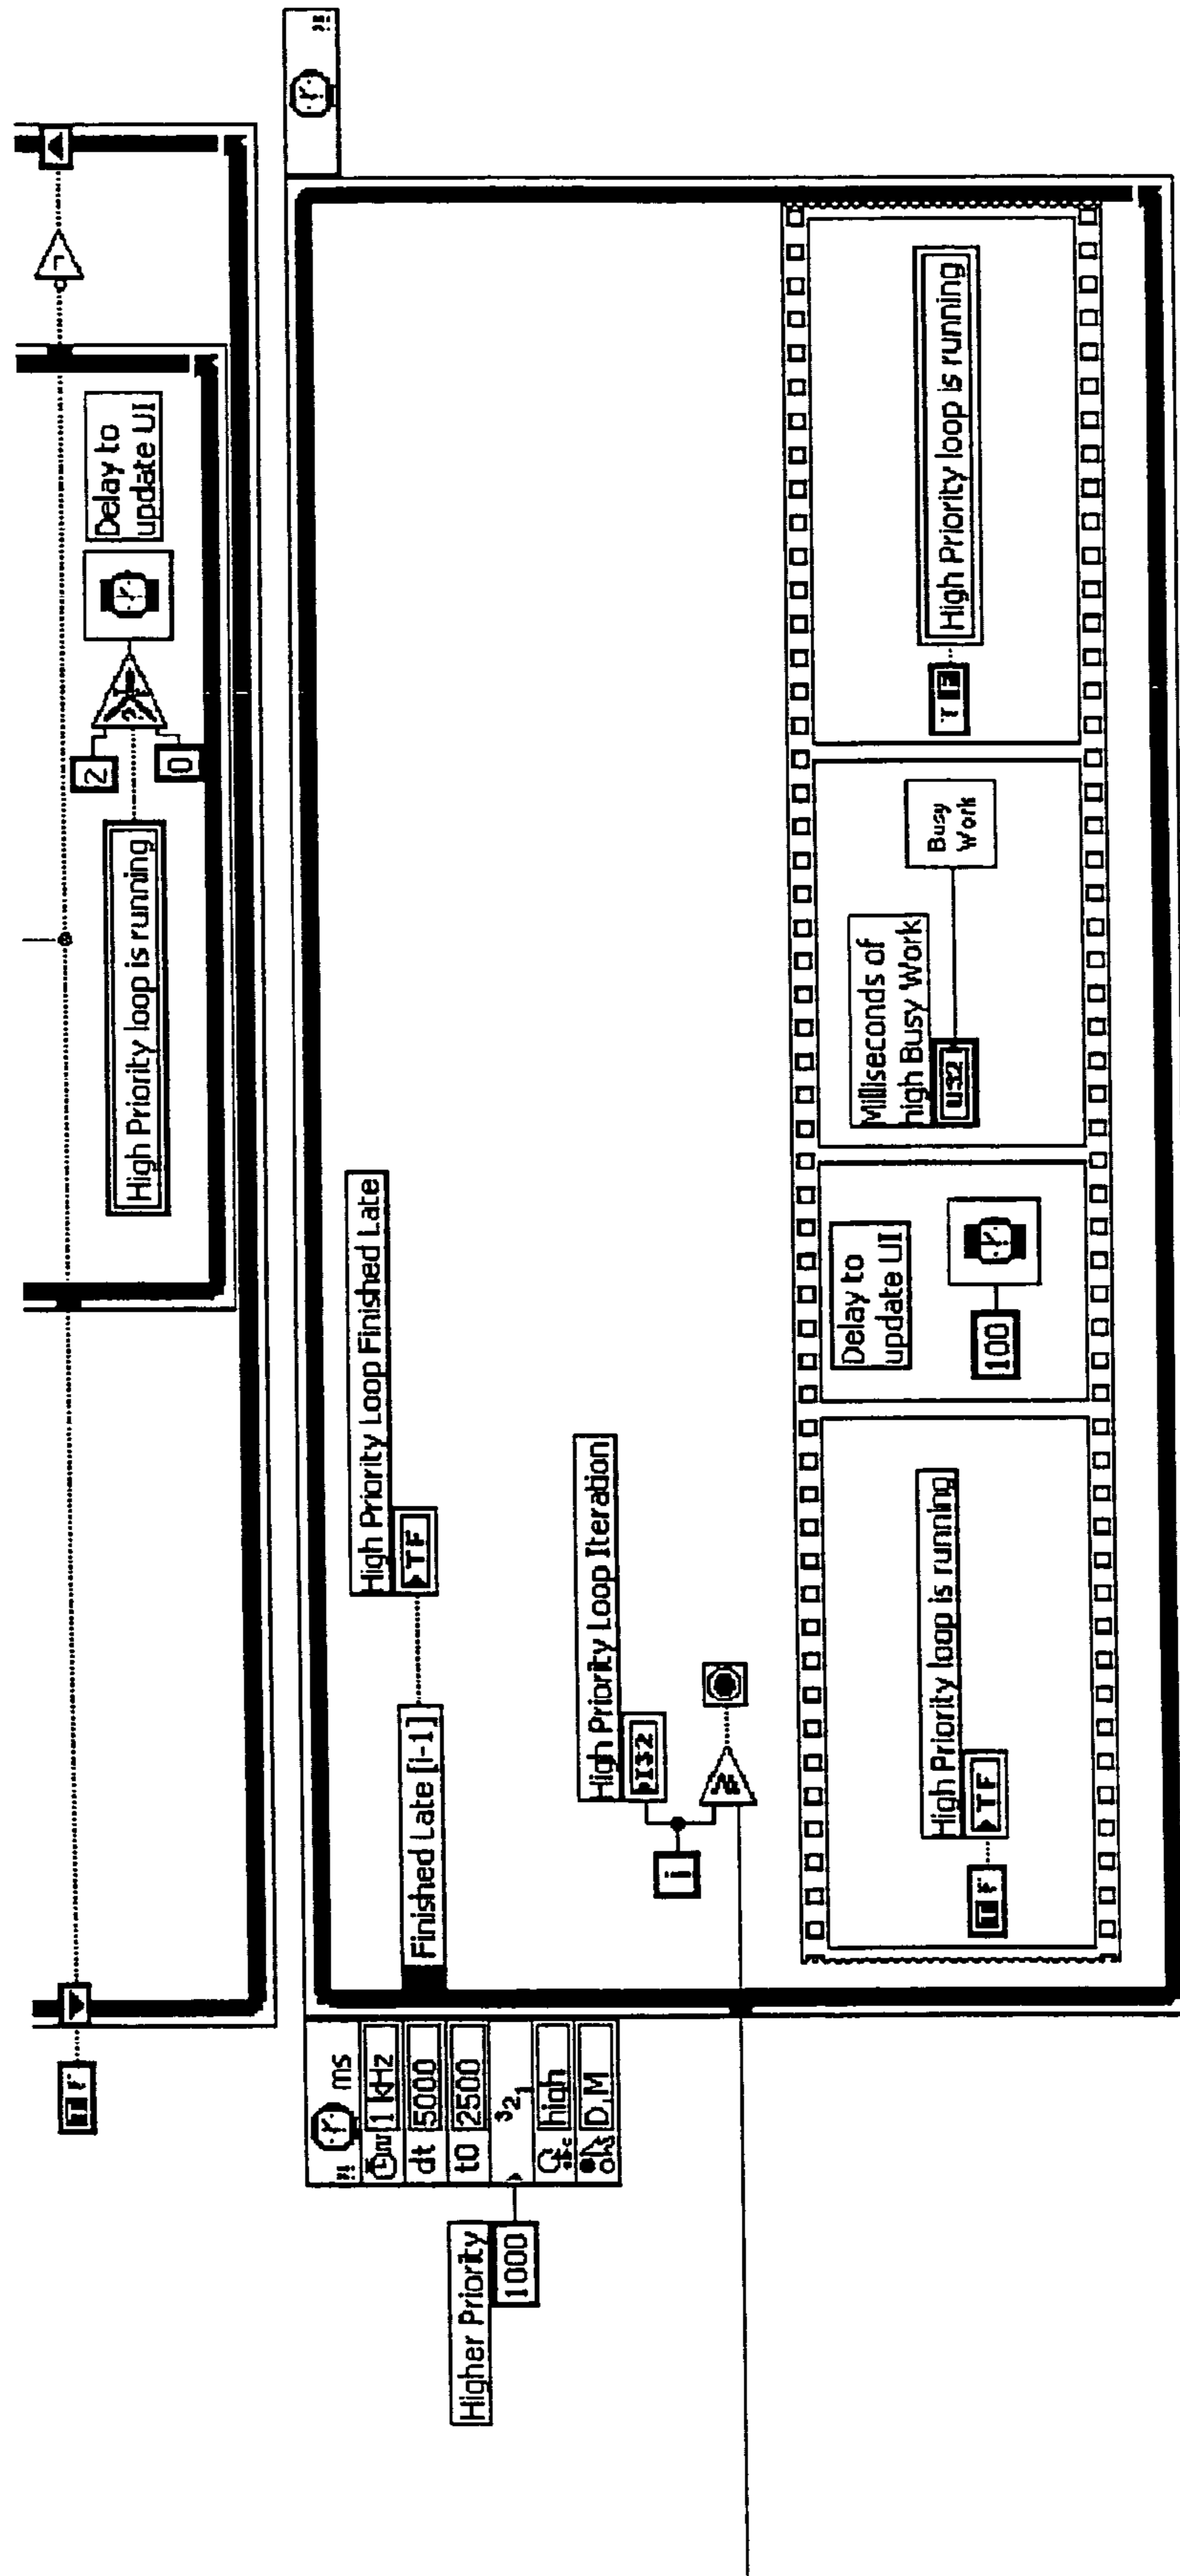 T F
High Priority loop is running
2
0
Delay to
update UI
Higher Priority
1000
ms
1 kHz
dt 5000
t0 2500
321
high
D,M
Finished Late [i-1]
High Priority Loop Finished Late
TF
i
High Priority Loop Iteration
I32
T F
High Priority loop is running
TF
Delay to
update UI
100
Milliseconds of
high Busy Work
U32
Busy
Work
T F
High Priority loop is running